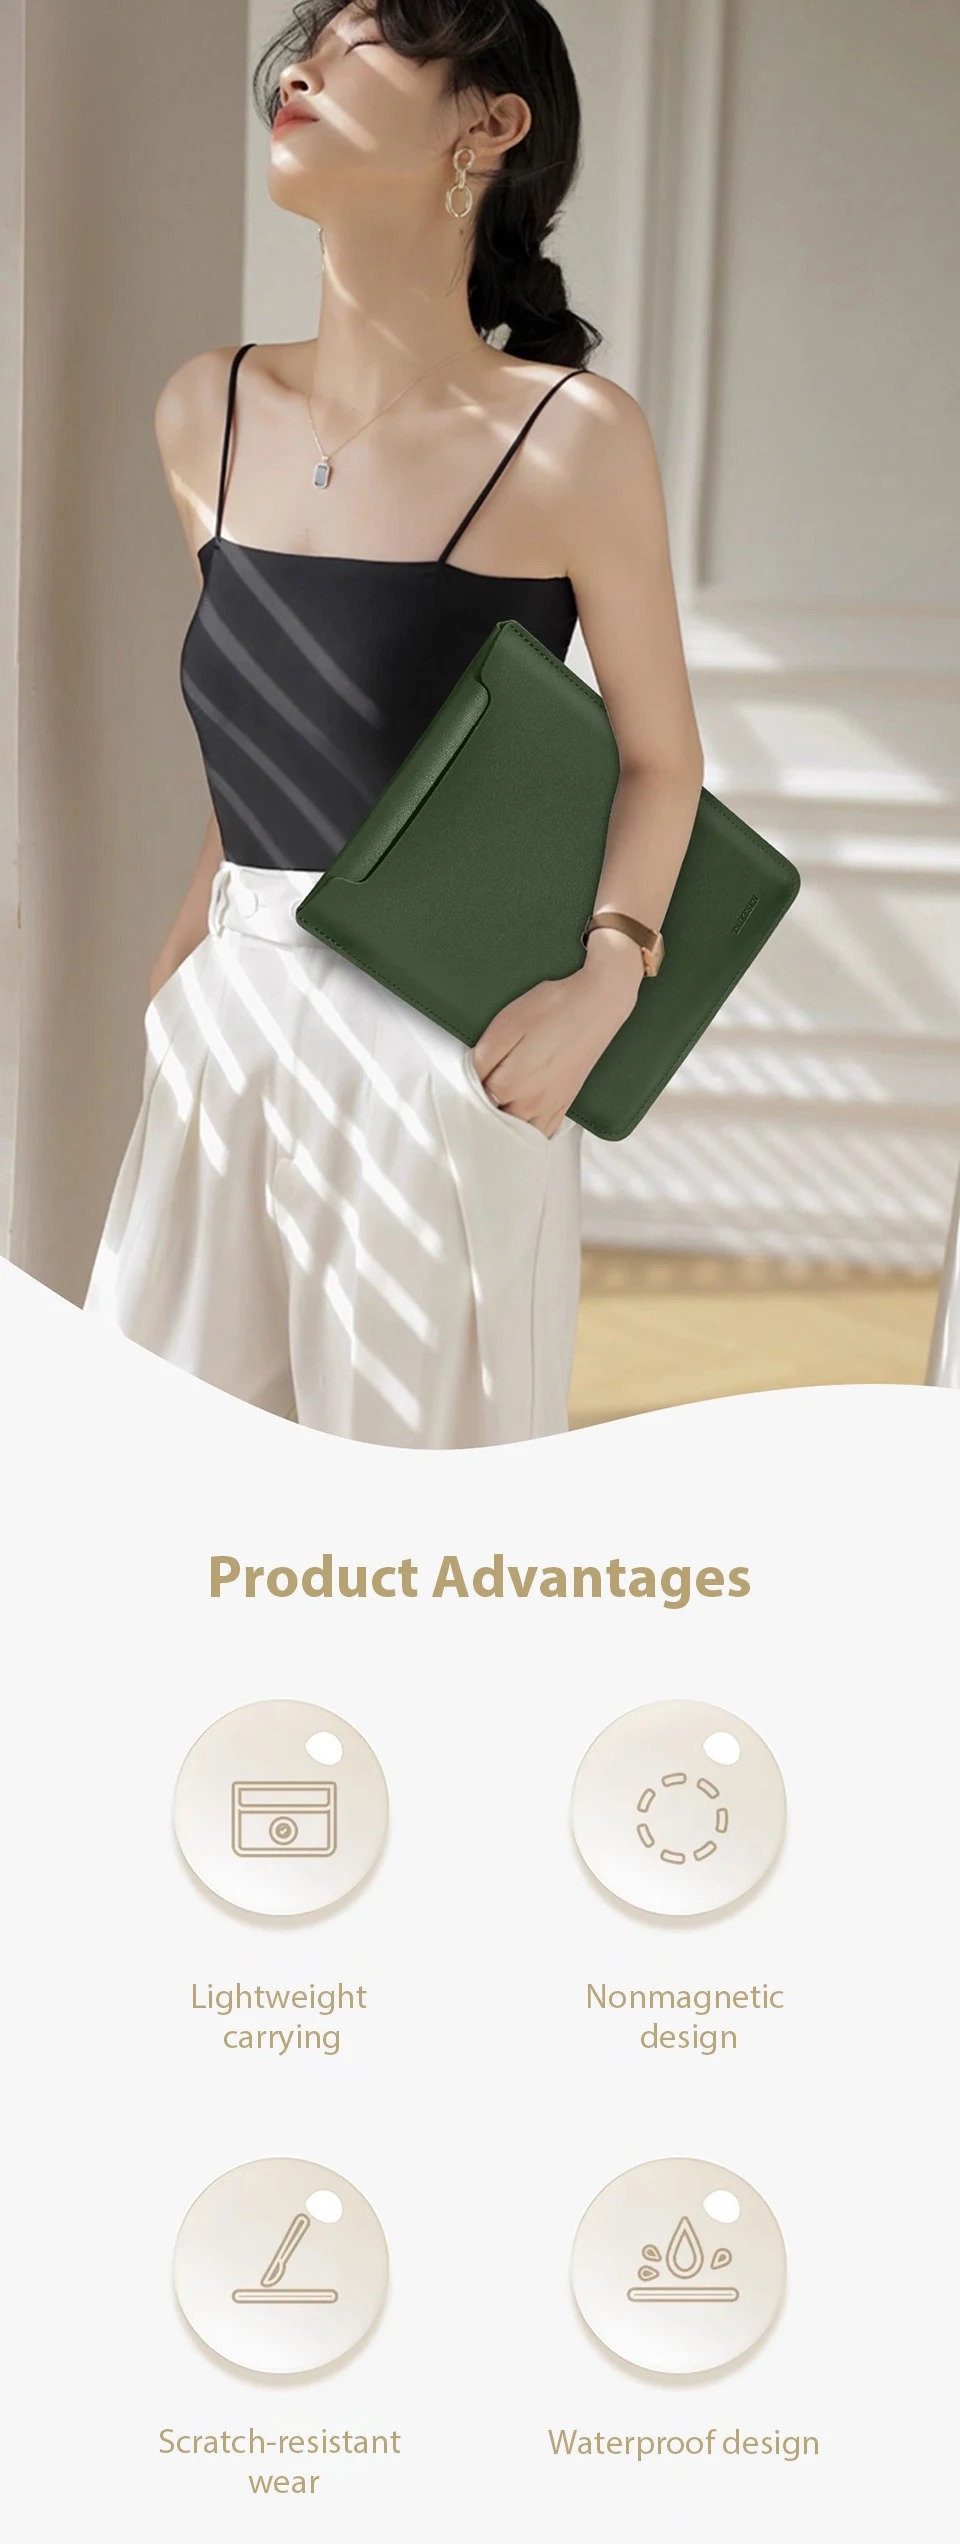 Product Advantages
Lightweight
carrying
Nonmagnetic
design
Scratch-resistant
wear
Waterproof design